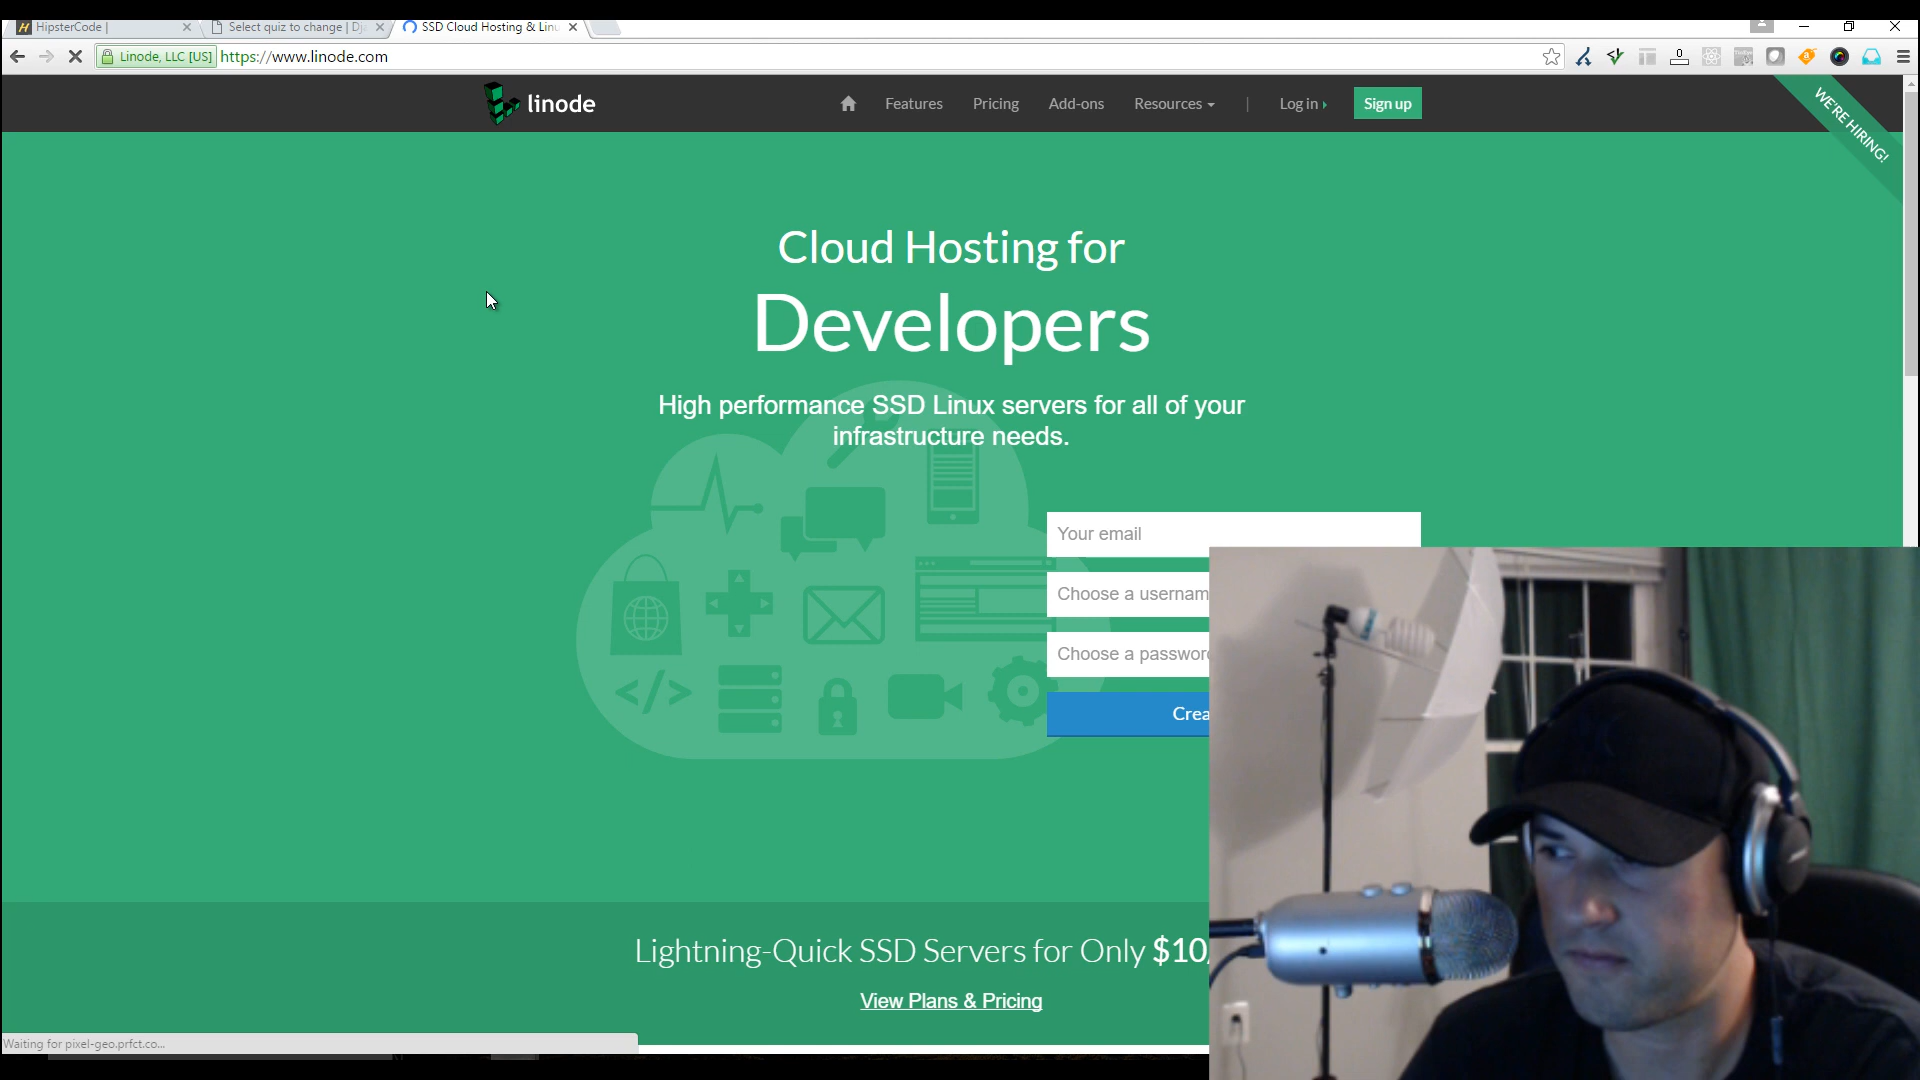 HipsterCode |
Select quiz to change | Dj
SSD Cloud Hosting & Linu
Linode, LLC [US] https://www.linode.com
0
linode
Features
Pricing
Add-ons
Resources
|
Log in
Sign up
WE'RE HIRING!
Cloud Hosting for
Developers
High performance SSD Linux servers for all of your
infrastructure needs.
Your email
Choose a usernam
Choose a password
Crea
Lightning-Quick SSD Servers for Only $10/
View Plans & Pricing
Waiting for pixel-geo.prfct.co...